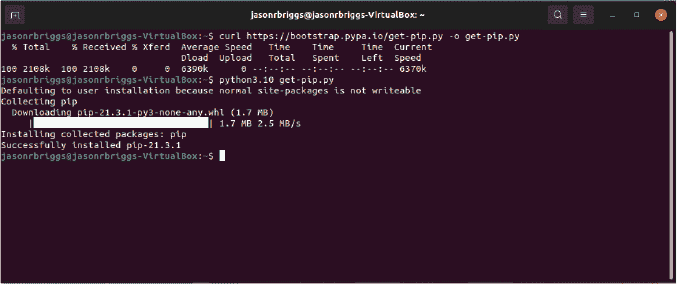 jasonrbriggs@jasonrbriggs-VirtualBox: ~
jasonrbriggs@jasonrbriggs-VirtualBox:~$ curl https://bootstrap.pypa.io/get-pip.py -o get-pip.py
% Total % Received % Xferd Average Speed Time Time Time Current
Dload Upload Total Spent Left Speed
100 2108k 100 2108k 0 0 6390k 0 --:--:-- --:--:-- --:--:-- 6370k
jasonrbriggs@jasonrbriggs-VirtualBox:~$ python3.10 get-pip.py
Defaulting to user installation because normal site-packages is not writeable
Collecting pip
Downloading pip-21.3.1-py3-none-any.whl (1.7 MB)
| | 1.7 MB 2.5 MB/s
Installing collected packages: pip
Successfully installed pip-21.3.1
jasonrbriggs@jasonrbriggs-VirtualBox:~$